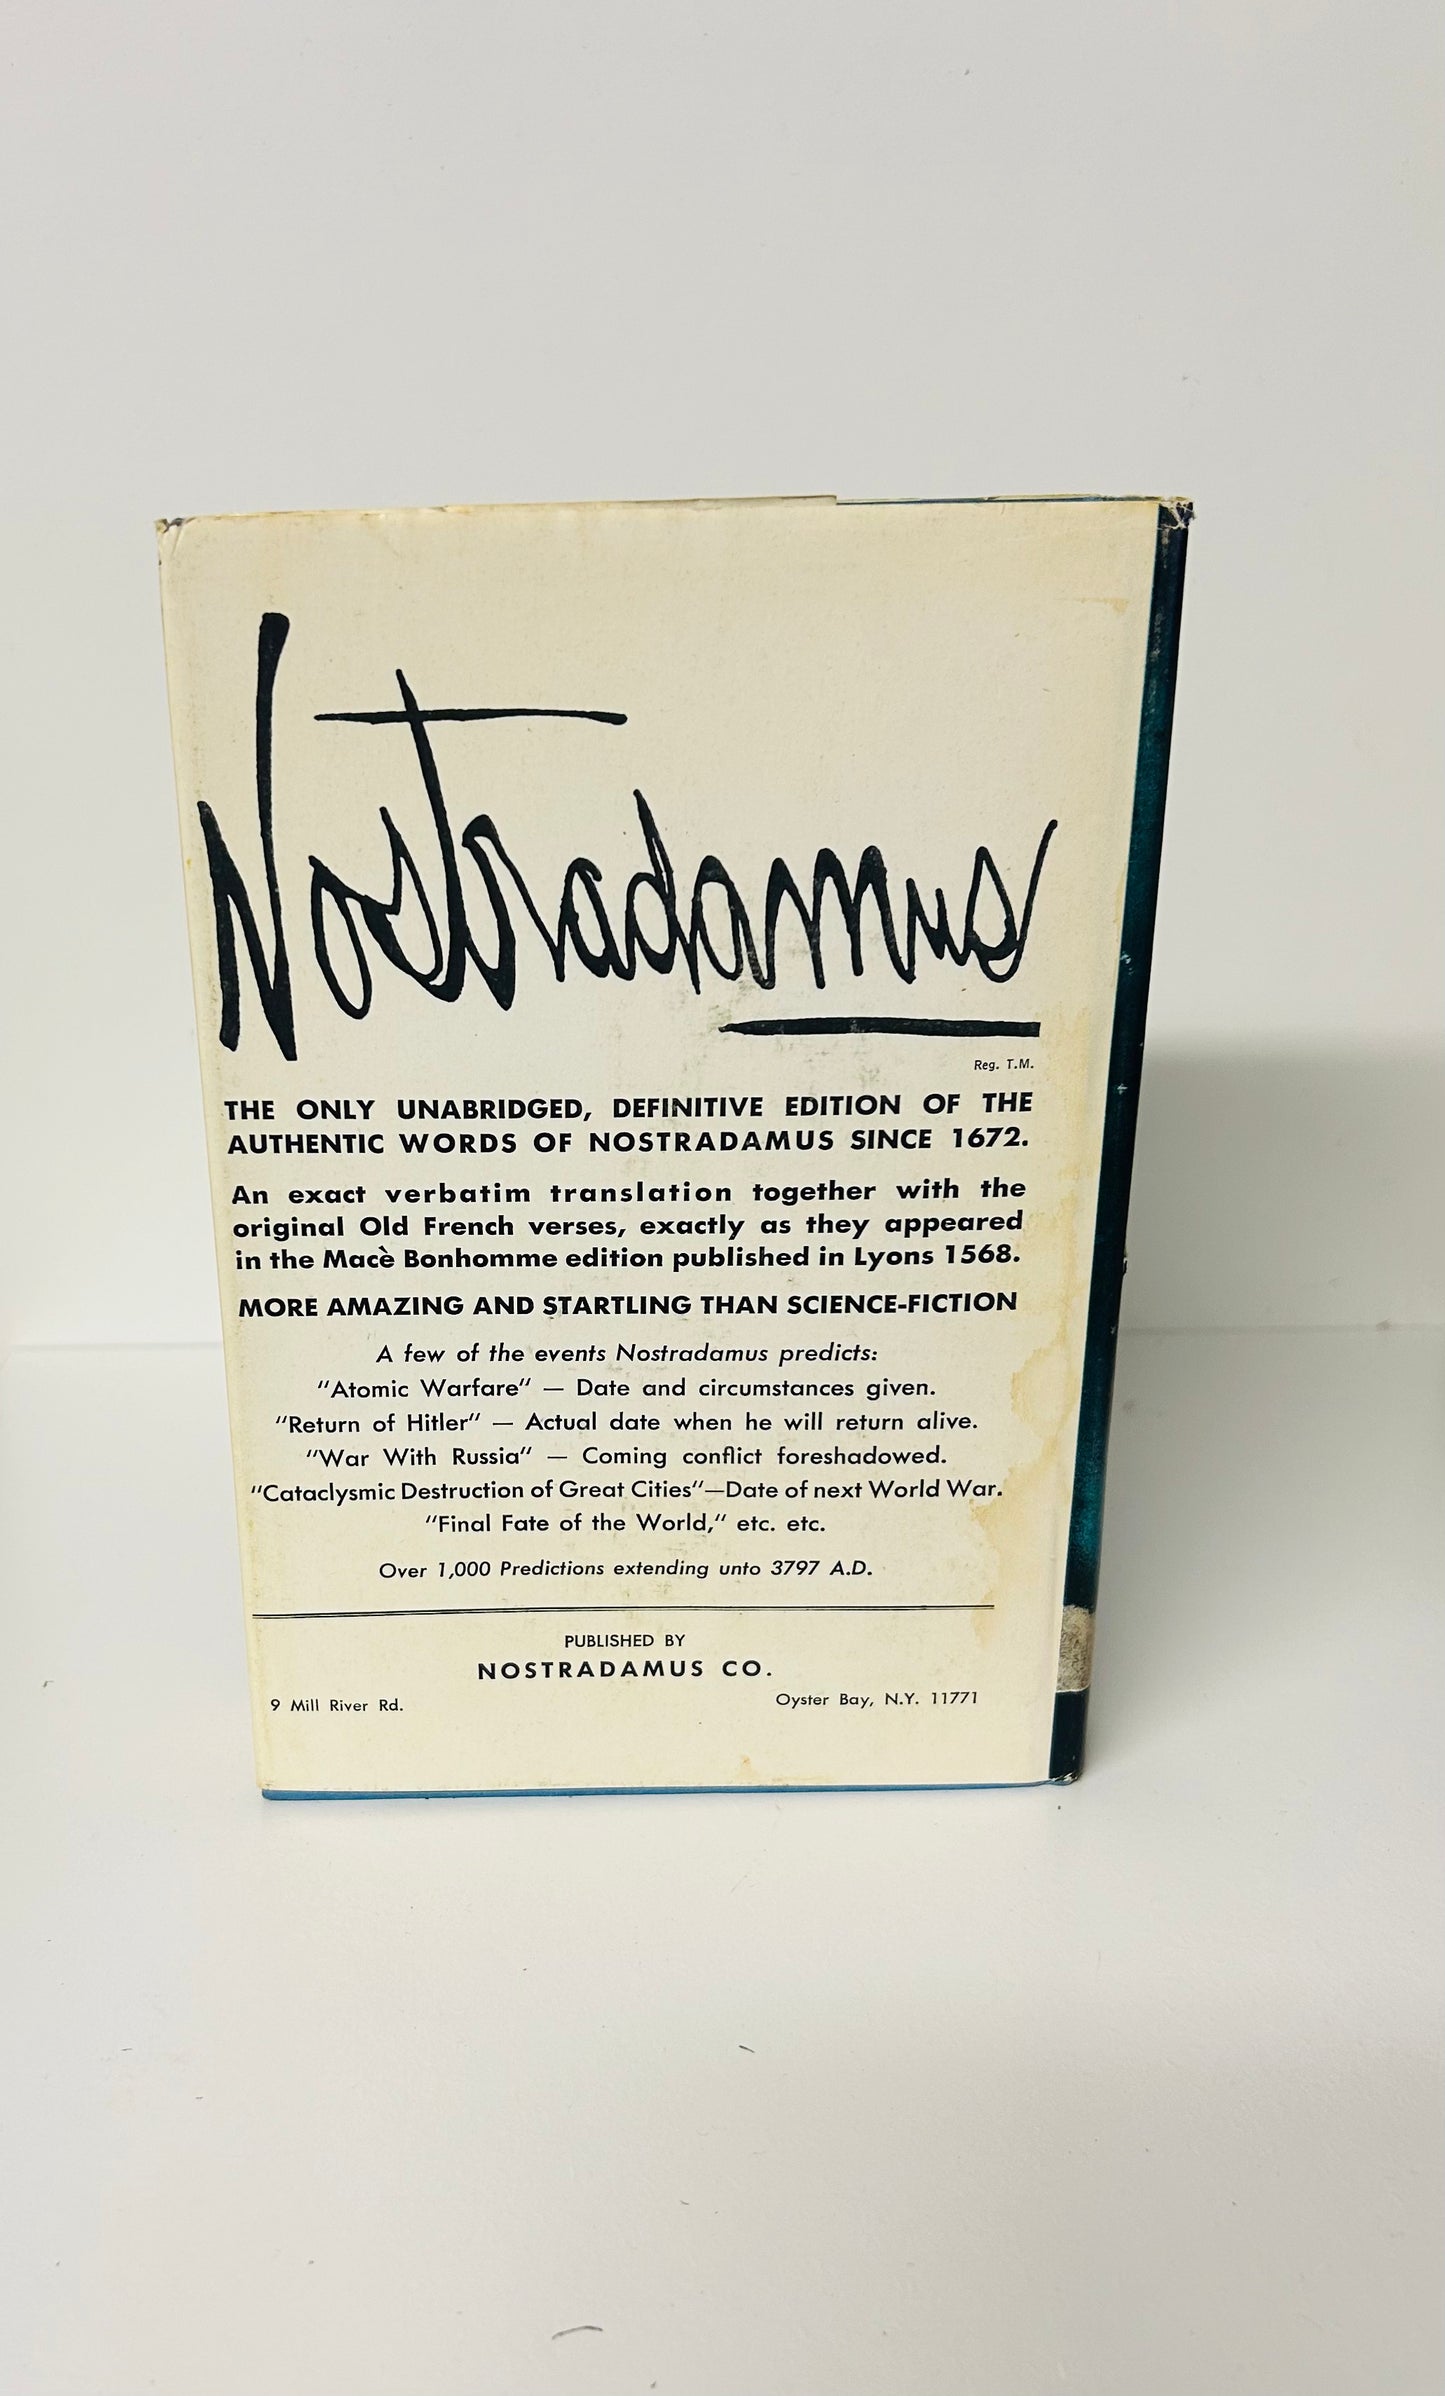 Nostradamus
Reg. T.M.
THE ONLY UNABRIDGED, DEFINITIVE EDITION OF THE
AUTHENTIC WORDS OF NOSTRADAMUS SINCE 1672.
An exact verbatim translation together with the
original Old French verses, exactly as they appeared
in the Macè Bonhomme edition published in Lyons 1568.
MORE AMAZING AND STARTLING THAN SCIENCE-FICTION
A few of the events Nostradamus predicts:
"Atomic Warfare" — Date and circumstances given.
"Return of Hitler" — Actual date when he will return alive.
"War With Russia" — Coming conflict foreshadowed.
"Cataclysmic Destruction of Great Cities"—Date of next World War.
"Final Fate of the World," etc. etc.
Over 1,000 Predictions extending unto 3797 A.D.
PUBLISHED BY
NOSTRADAMUS CO.
9 Mill River Rd. Oyster Bay, N.Y. 11771